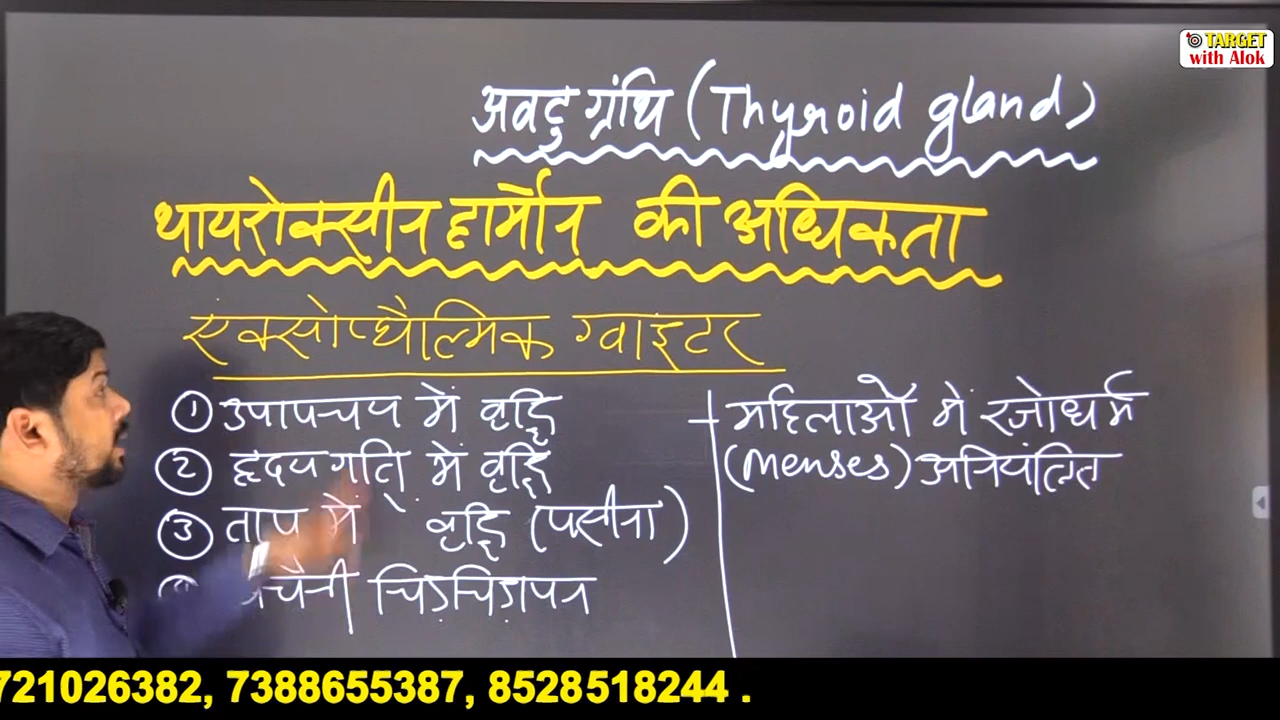 TARGET
with Alok
अवटु ग्रंथि (Thyroid gland)
थायरोक्सीन हार्मोन की अधिकता
एक्सोप्थैल्मिक ग्वाइटर
① उपापचय में वृद्धि
② हृदय गति में वृद्धि
③ ताप में वृद्धि (पसीना)
चिड़चिड़ापन
महिलाओं में रजोधर्म
(Menses) अनियंत्रित
721026382, 7388655387, 8528518244 .